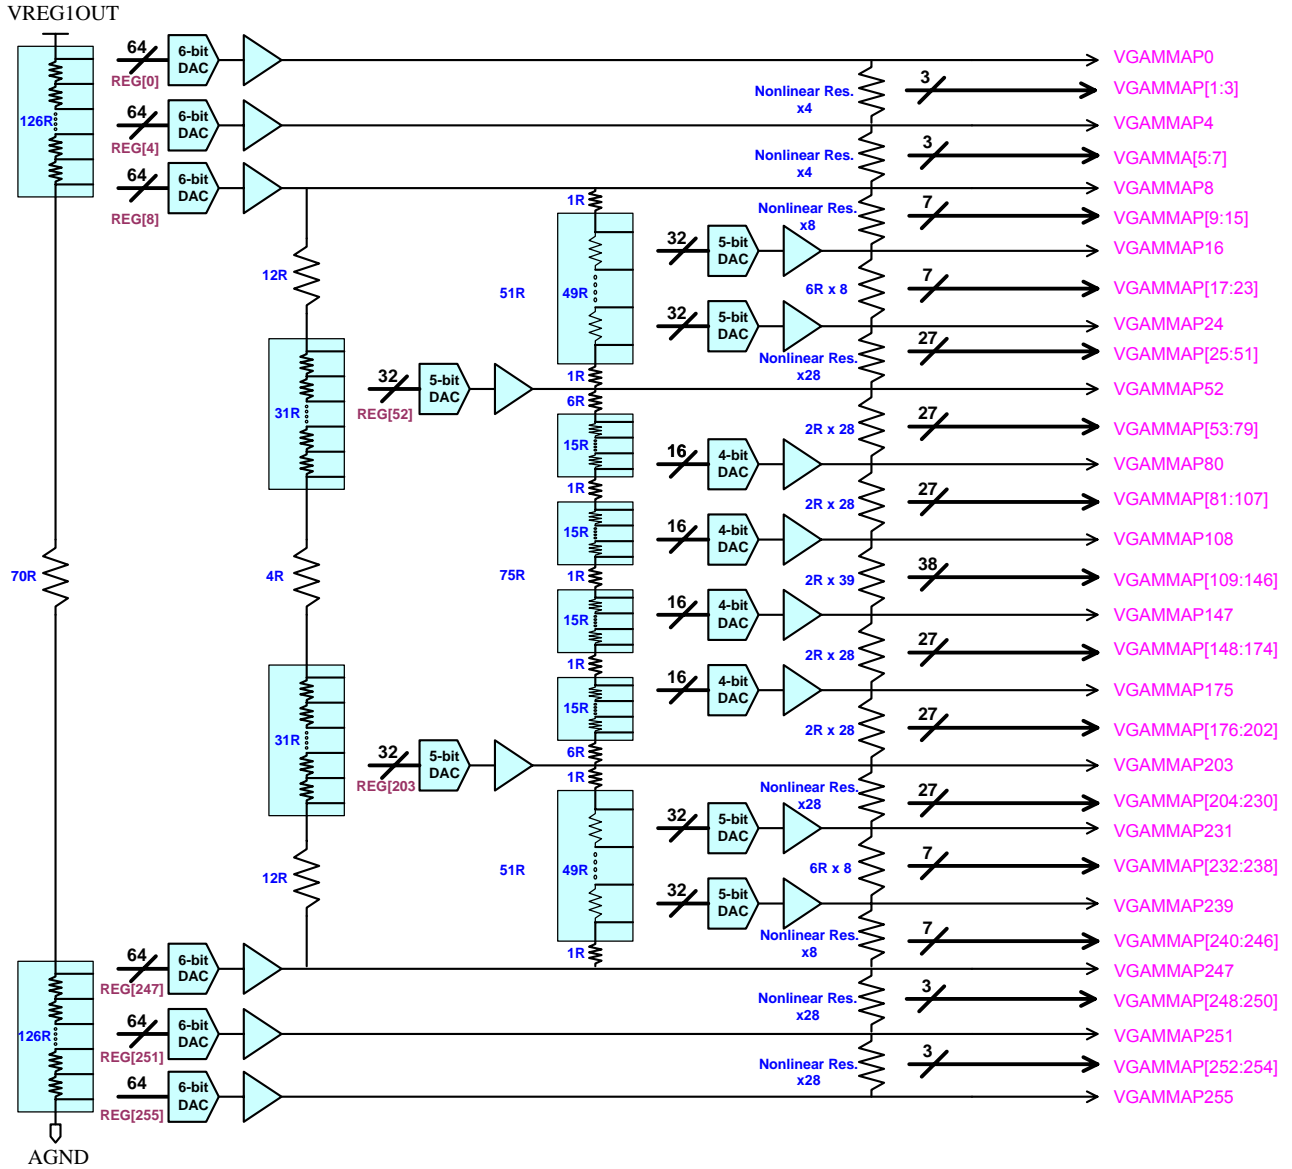 VREG1OUT
64
6-bit
DAC
REG[0]
VGAMMAP0
Nonlinear Res.
x4
3
VGAMMAP[1:3]
126R
64
6-bit
DAC
REG[4]
VGAMMAP4
Nonlinear Res.
x4
3
VGAMMA[5:7]
64
6-bit
DAC
REG[8]
VGAMMAP8
1R
Nonlinear Res.
x8
7
VGAMMAP[9:15]
32
5-bit
DAC
VGAMMAP16
12R
51R
49R
6R x 8
7
VGAMMAP[17:23]
32
5-bit
DAC
VGAMMAP24
Nonlinear Res.
x28
27
VGAMMAP[25:51]
1R
32
5-bit
DAC
REG[52]
VGAMMAP52
6R
31R
15R
2R x 28
27
VGAMMAP[53:79]
16
4-bit
DAC
VGAMMAP80
1R
2R x 28
27
VGAMMAP[81:107]
15R
16
4-bit
DAC
VGAMMAP108
70R
4R
75R
1R
2R x 39
38
VGAMMAP[109:146]
15R
16
4-bit
DAC
VGAMMAP147
1R
2R x 28
27
VGAMMAP[148:174]
16
4-bit
DAC
VGAMMAP175
15R
31R
2R x 28
27
VGAMMAP[176:202]
6R
32
5-bit
DAC
REG[203
VGAMMAP203
1R
Nonlinear Res.
x28
27
VGAMMAP[204:230]
32
5-bit
DAC
VGAMMAP231
12R
51R
49R
6R x 8
7
VGAMMAP[232:238]
32
5-bit
DAC
VGAMMAP239
Nonlinear Res.
x8
7
VGAMMAP[240:246]
1R
64
6-bit
DAC
REG[247]
VGAMMAP247
Nonlinear Res.
x28
3
VGAMMAP[248:250]
126R
64
6-bit
DAC
REG[251]
VGAMMAP251
Nonlinear Res.
x28
3
VGAMMAP[252:254]
64
6-bit
DAC
REG[255]
VGAMMAP255
AGND